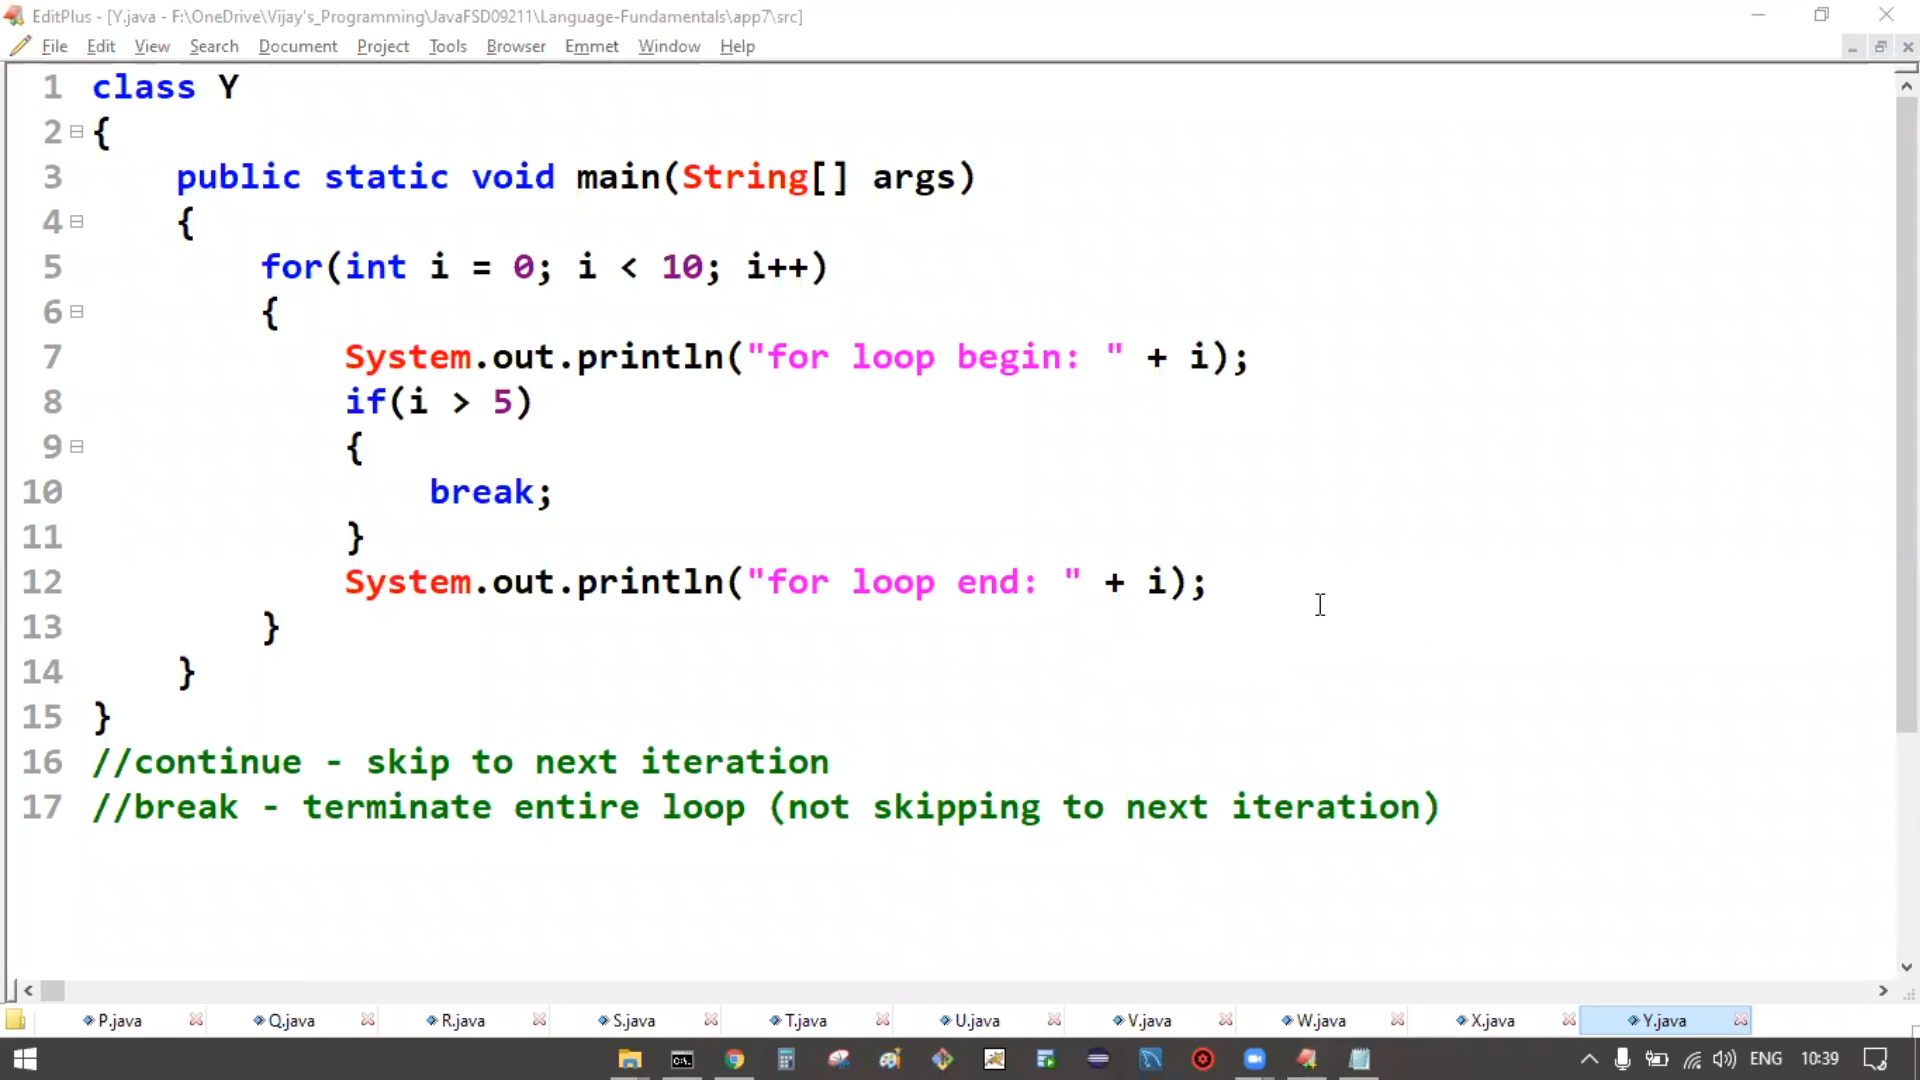 EditPlus - [Y.java - F:\OneDrive\Vijay's_Programming\JavaFSD09211\Language-Fundamentals\app7\src]
File Edit View Search Document Project Tools Browser Emmet Window Help
1 class Y
2 {
3 public static void main(String[] args)
4 {
5 for(int i = 0; i < 10; i++)
6 {
7 System.out.println("for loop begin: " + i);
8 if(i > 5)
9 {
10 break;
11 }
12 System.out.println("for loop end: " + i);
13 }
14 }
15 }
16 //continue - skip to next iteration
17 //break - terminate entire loop (not skipping to next iteration)
P.java Q.java R.java S.java T.java U.java V.java W.java X.java Y.java
ENG 10:39